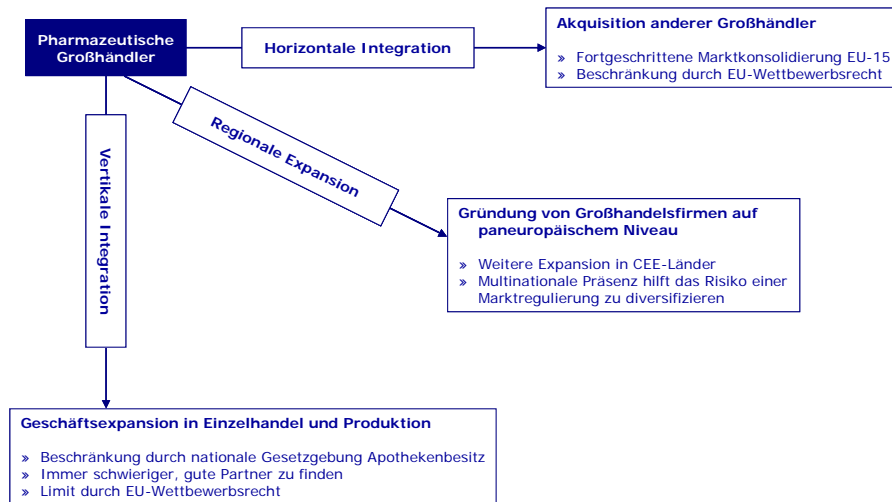 Pharmazeutische
Großhändler
Horizontale Integration
Akquisition anderer Großhändler
» Fortgeschrittene Marktkonsolidierung EU-15
» Beschränkung durch EU-Wettbewerbsrecht
Regionale Expansion
Vertikale Integration
Gründung von Großhandelsfirmen auf
paneuropäischem Niveau
» Weitere Expansion in CEE-Länder
» Multinationale Präsenz hilft das Risiko einer
Marktregulierung zu diversifizieren
Geschäftsexpansion in Einzelhandel und Produktion
» Beschränkung durch nationale Gesetzgebung Apothekenbesitz
» Immer schwieriger, gute Partner zu finden
» Limit durch EU-Wettbewerbsrecht